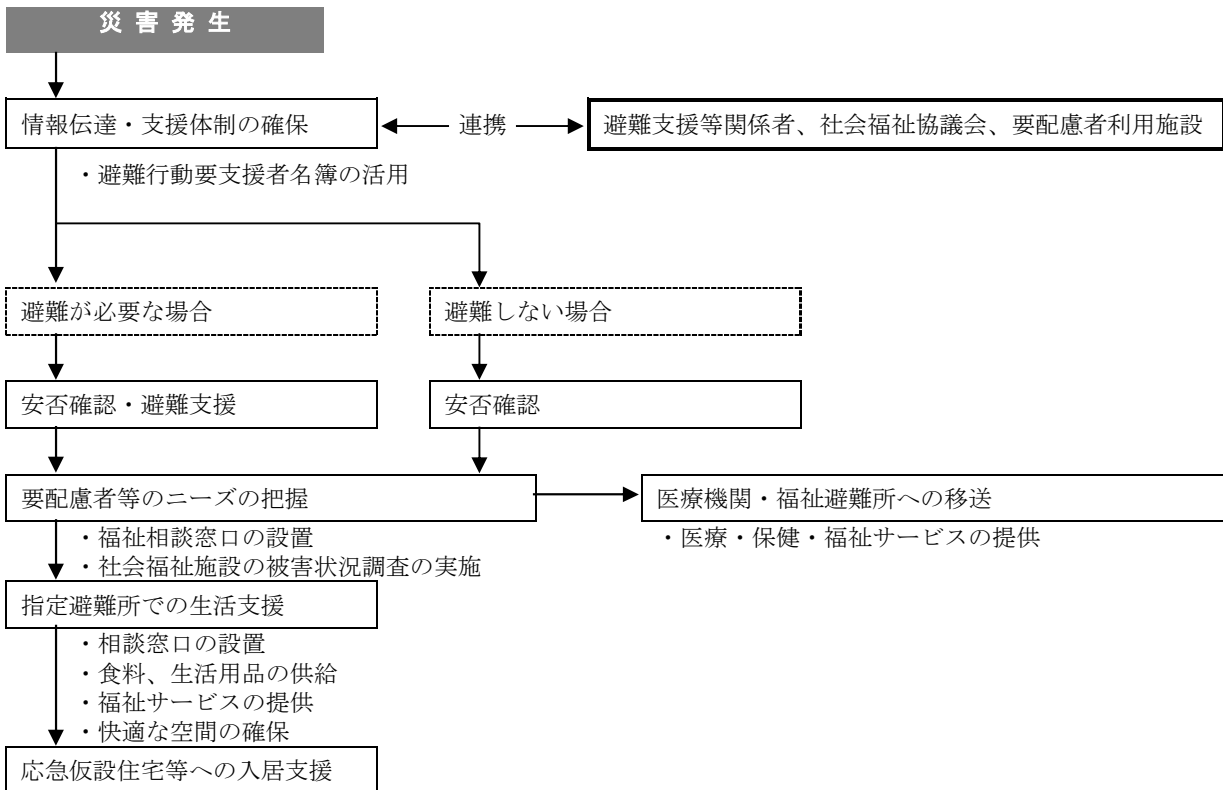 災害発生
情報伝達・支援体制の確保
連携
避難支援等関係者、社会福祉協議会、要配慮者利用施設
・避難行動要支援者名簿の活用
避難が必要な場合
避難しない場合
安否確認・避難支援
安否確認
要配慮者等のニーズの把握
医療機関・福祉避難所への移送
・福祉相談窓口の設置
・社会福祉施設の被害状況調査の実施
・医療・保健・福祉サービスの提供
指定避難所での生活支援
・相談窓口の設置
・食料、生活用品の供給
・福祉サービスの提供
・快適な空間の確保
応急仮設住宅等への入居支援